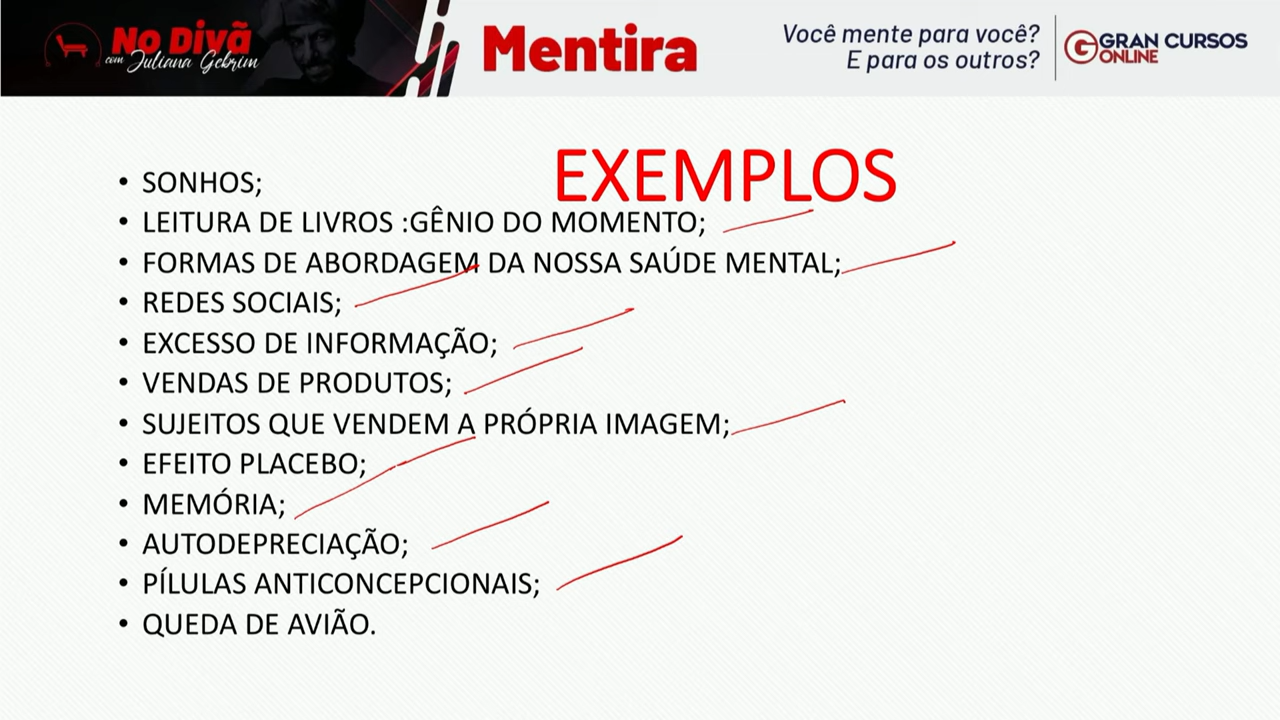 No Divã
com Juliana Gebrim
Mentira
Você mente para você?
E para os outros?
GRAN CURSOS
ONLINE
EXEMPLOS
• SONHOS;
• LEITURA DE LIVROS :GÊNIO DO MOMENTO;
• FORMAS DE ABORDAGEM DA NOSSA SAÚDE MENTAL;
• REDES SOCIAIS;
• EXCESSO DE INFORMAÇÃO;
• VENDAS DE PRODUTOS;
• SUJEITOS QUE VENDEM A PRÓPRIA IMAGEM;
• EFEITO PLACEBO;
• MEMÓRIA;
• AUTODEPRECIAÇÃO;
• PÍLULAS ANTICONCEPCIONAIS;
• QUEDA DE AVIÃO.